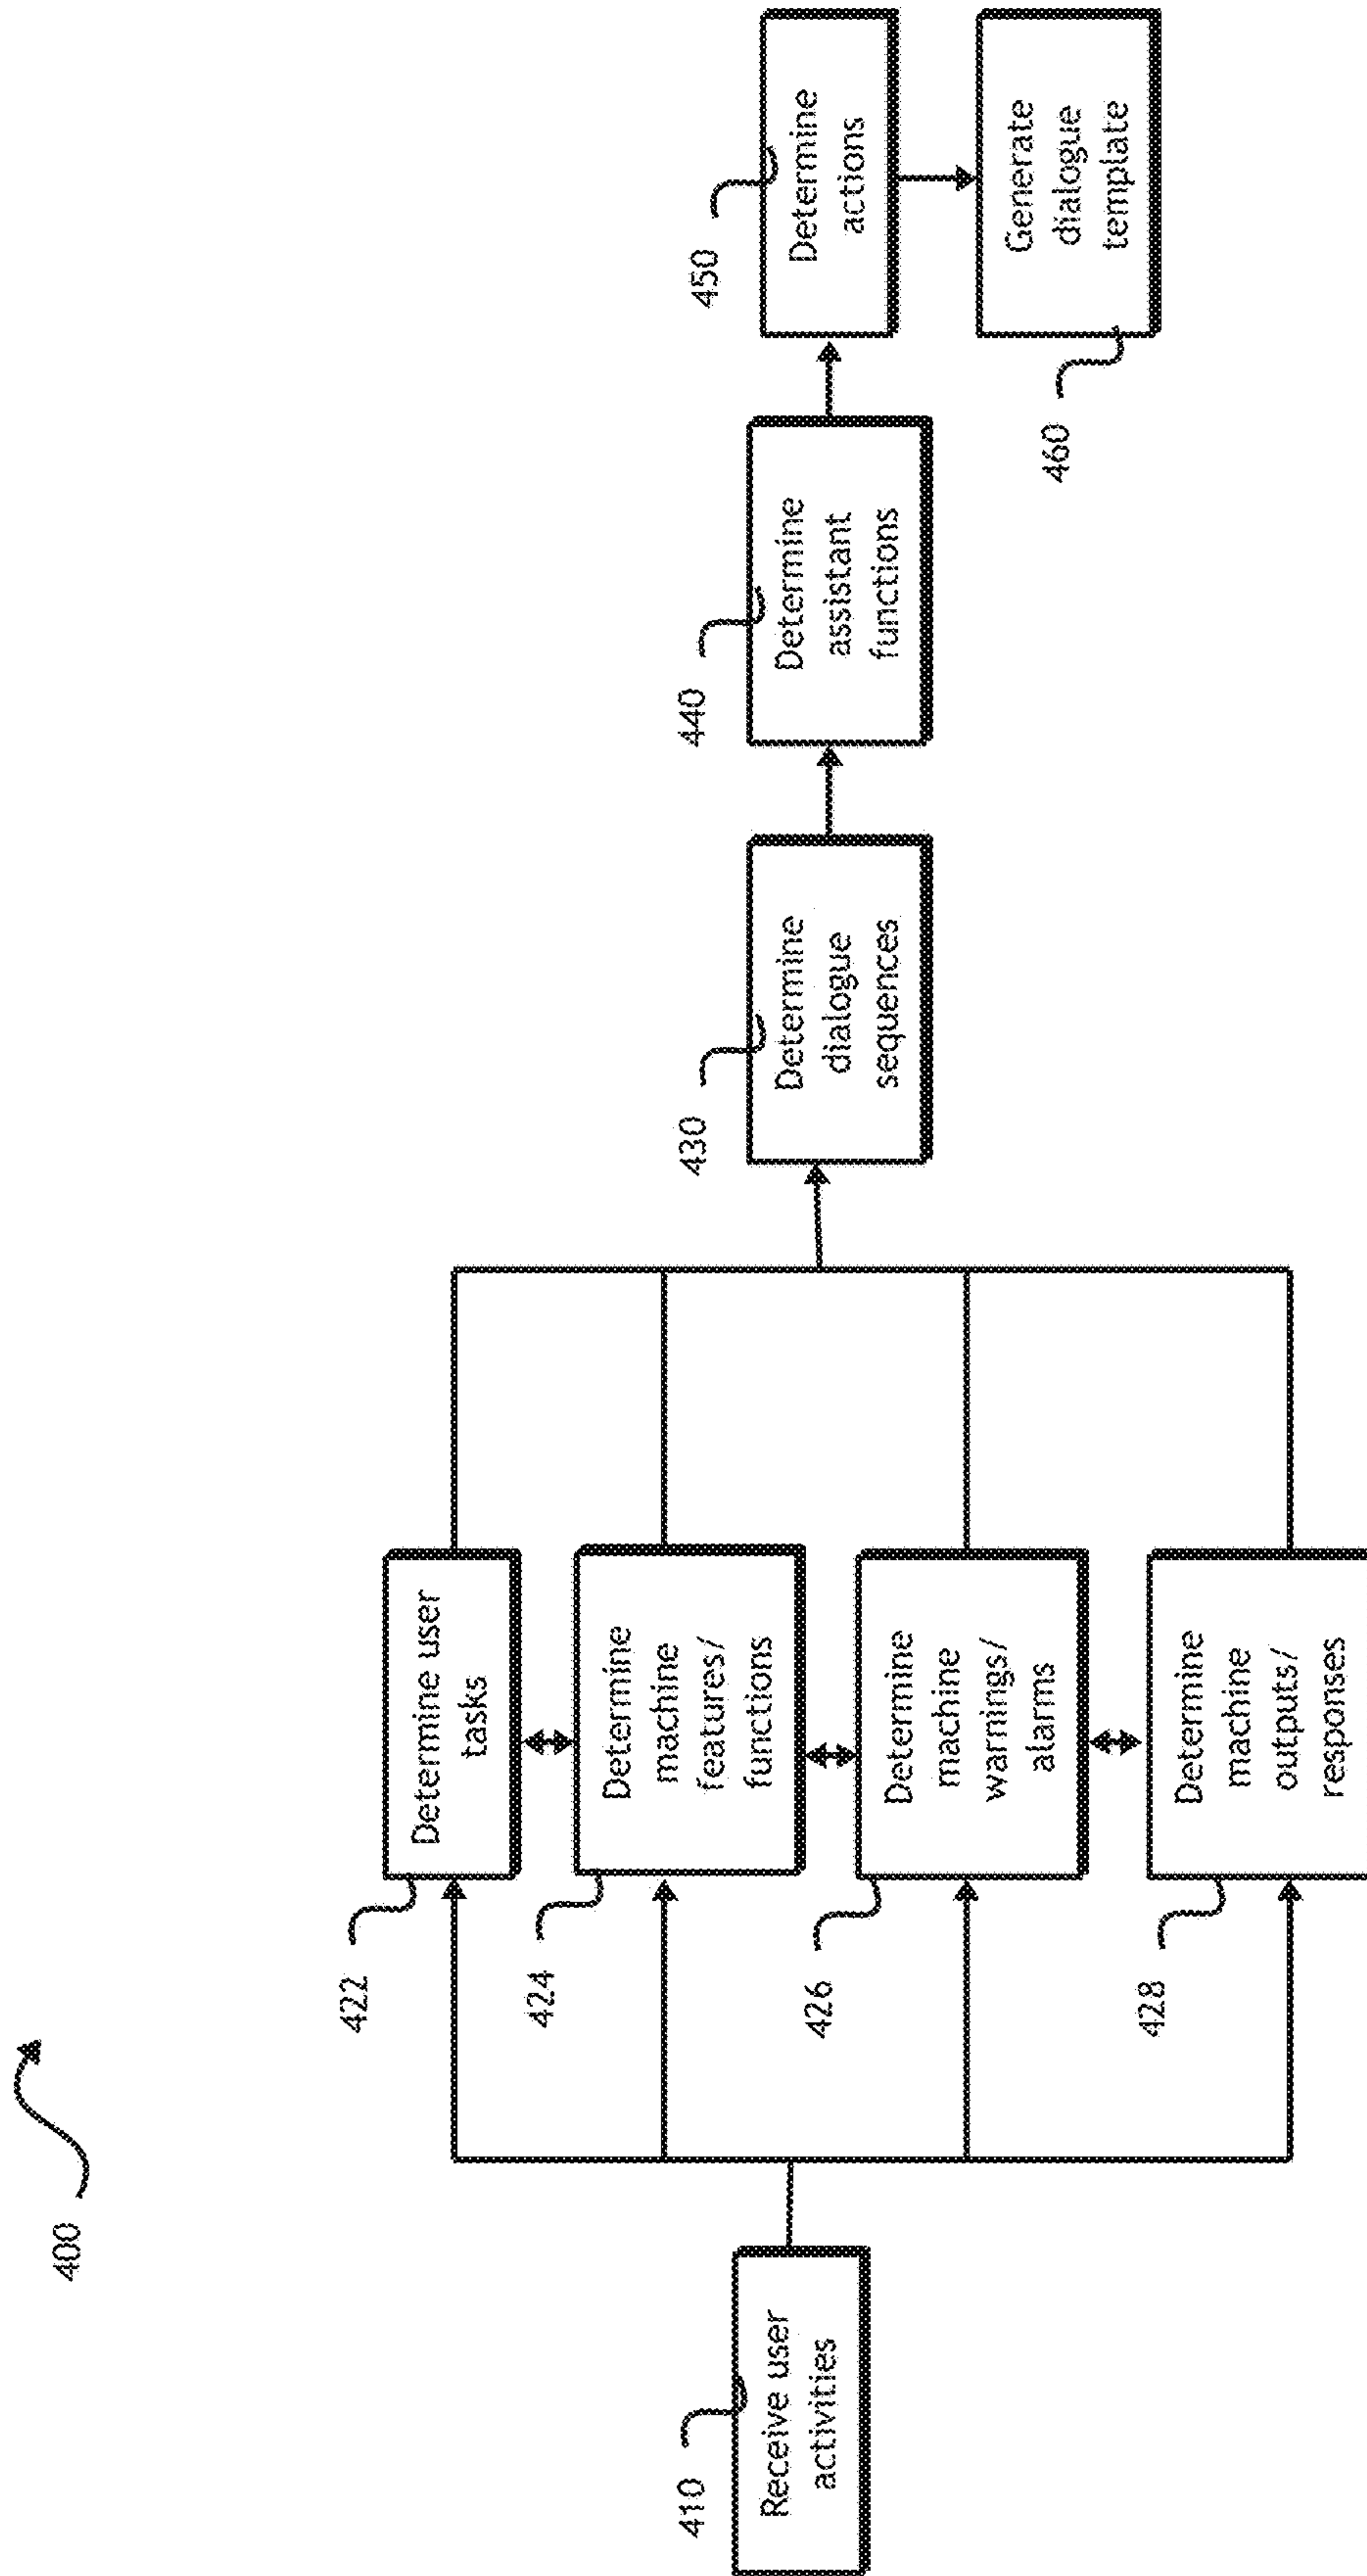 400
410
Receive user
activities
422
Determine user
tasks
424
Determine
machine
features/
functions
426
Determine
machine
warnings/
alarms
428
Determine
machine
outputs/
responses
430
Determine
dialogue
sequences
440
Determine
assistant
functions
450
Determine
actions
460
Generate
dialogue
template